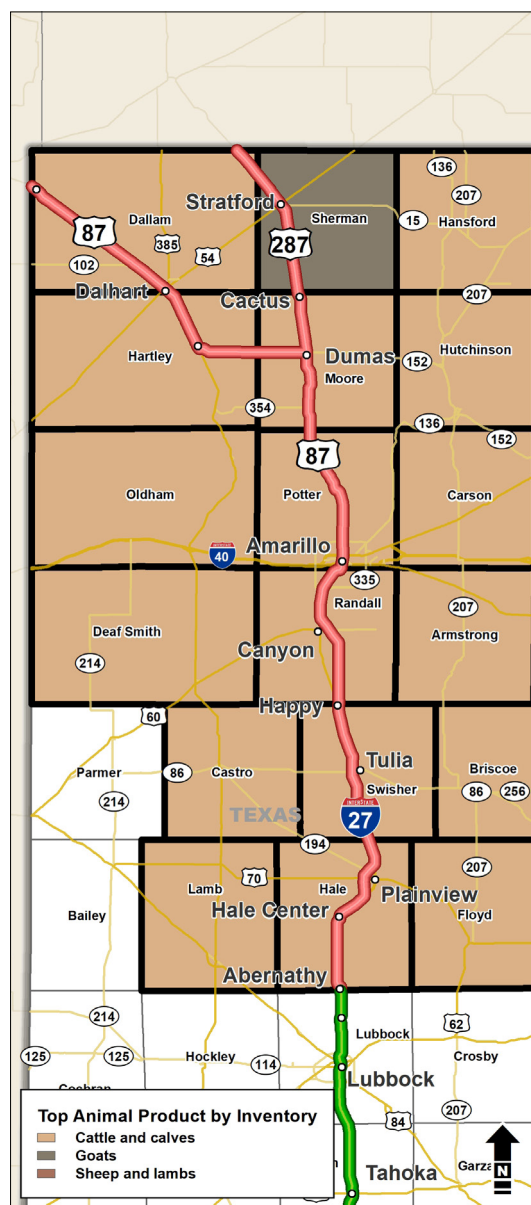 136
207
Stratford
Sherman
Dallam
15
Hansford
87
385
287
54
102
Dalhart
Cactus
207
Hutchinson
Dumas
Hartley
152
Moore
354
136
152
87
Oldham
Potter
Carson
Amarillo
INTERSTATE
40
335
Randall
207
Deaf Smith
Armstrong
Canyon
214
Happy
60
Tulia
Parmer
86
Castro
Briscoe
Swisher
86
256
214
TEXAS
INTERSTATE
27
194
207
70
Lamb
Hale
Plainview
Bailey
Hale Center
Floyd
Abernathy
214
62
Lubbock
125
125
Hockley
114
Crosby
Lubbock
Cochran
207
84
Top Animal Product by Inventory
Cattle and calves
Goats
Sheep and lambs
Tahoka
Garza
N